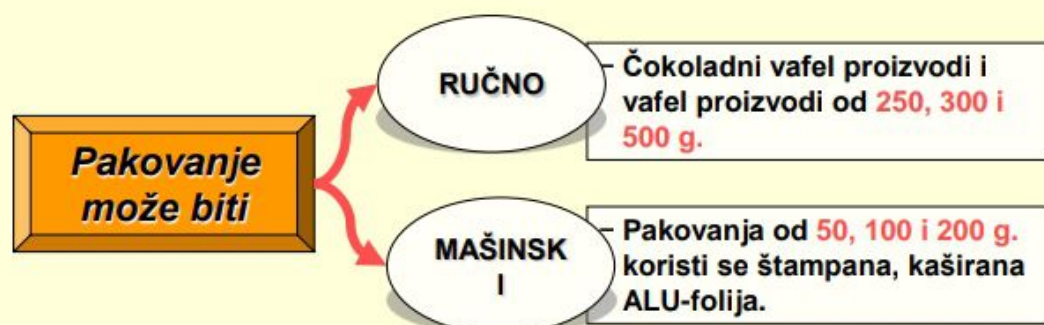 Pakovanje
može biti
RUČNO
– Čokoladni vafel proizvodi i
vafel proizvodi od 250, 300 i
500 g.
MAŠINSK
I
– Pakovanja od 50, 100 i 200 g.
koristi se štampana, kaširana
ALU-folija.